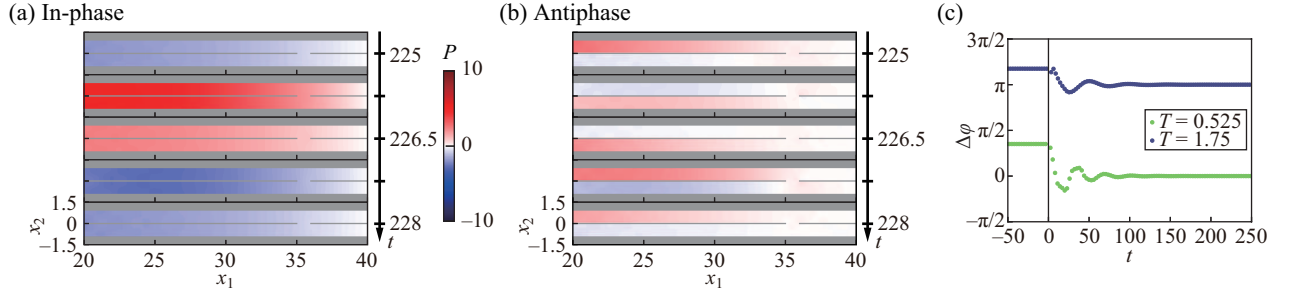 (a) In-phase
P
10
0
−10
225
226.5
228
t
1.5
0
−1.5
x₂
20
25
30
35
40
x₁
(b) Antiphase
225
226.5
228
t
1.5
0
−1.5
x₂
20
25
30
35
40
x₁
(c)
3π/2
π
π/2
0
−π/2
Δφ
T = 0.525
T = 1.75
−50
0
50
100
150
200
250
t